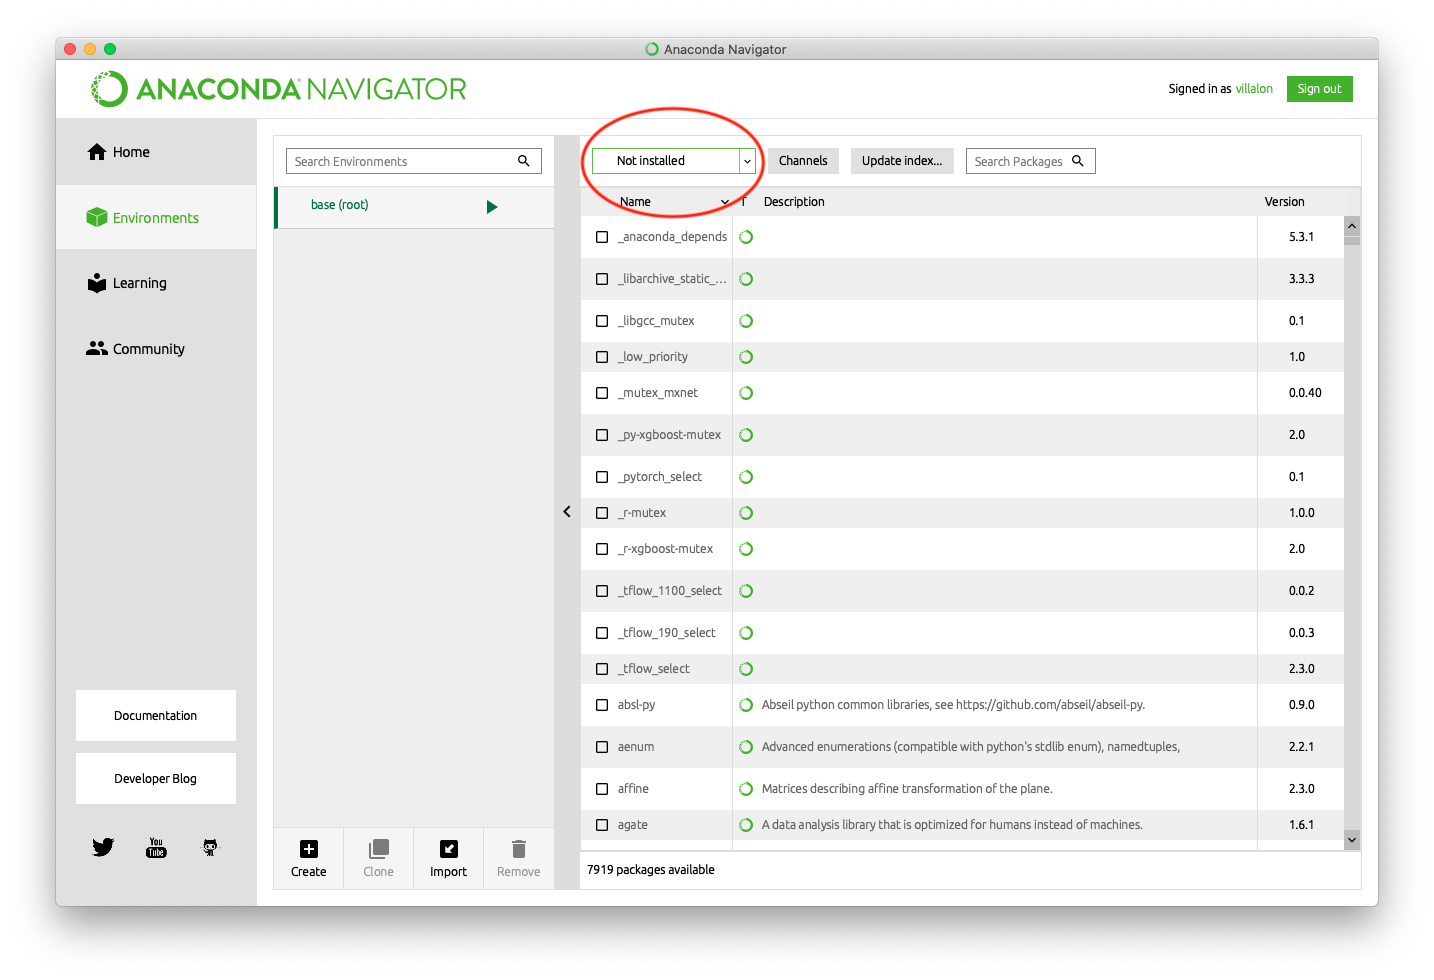 Anaconda Navigator
ANACONDA NAVIGATOR
Signed in as villalon
Sign out
Home
Environments
Learning
Community
Documentation
Developer Blog
You
Tube
Search Environments
base (root)
Create
Clone
Import
Remove
Not installed
Channels
Update index...
Search Packages
Name T Description Version
_anaconda_depends 5.3.1
_libarchive_static_... 3.3.3
_libgcc_mutex 0.1
_low_priority 1.0
_mutex_mxnet 0.0.40
_py-xgboost-mutex 2.0
_pytorch_select 0.1
_r-mutex 1.0.0
_r-xgboost-mutex 2.0
_tflow_1100_select 0.0.2
_tflow_190_select 0.0.3
_tflow_select 2.3.0
absl-py Abseil python common libraries, see https://github.com/abseil/abseil-py. 0.9.0
aenum Advanced enumerations (compatible with python's stdlib enum), namedtuples, 2.2.1
affine Matrices describing affine transformation of the plane. 2.3.0
agate A data analysis library that is optimized for humans instead of machines. 1.6.1
7919 packages available